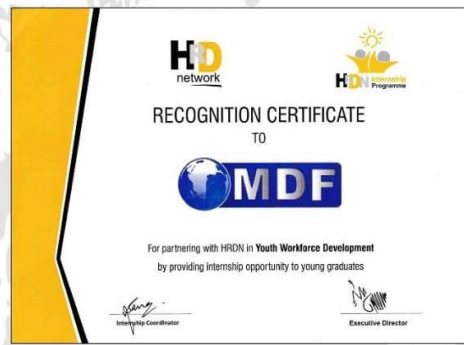 HRD
network
HRDN Internship
Programme
RECOGNITION CERTIFICATE
TO
MDF
For partnering with HRDN in Youth Workforce Development
by providing internship opportunity to young graduates
Internship Coordinator
Executive Director